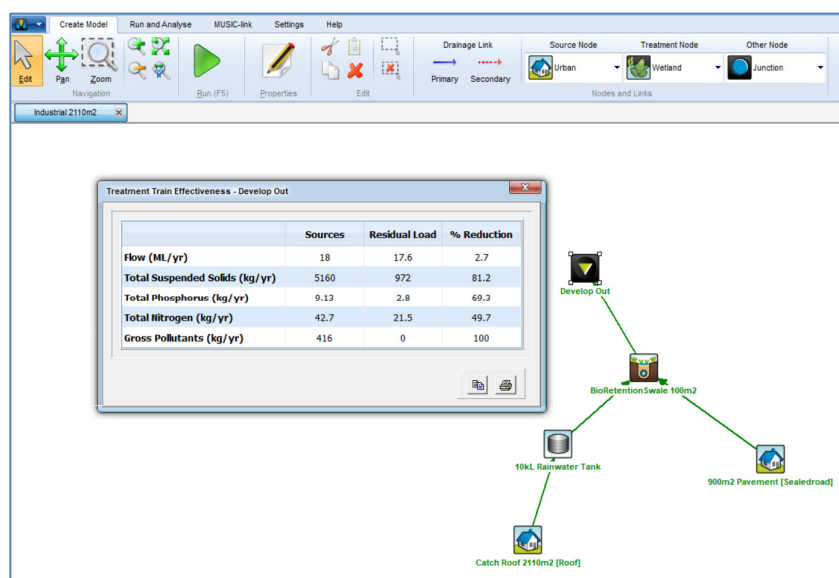 Create Model Run and Analyse MUSIC-link Settings Help
Drainage Link Source Node Treatment Node Other Node
Urban Wetland Junction
Edit Pan Zoom Primary Secondary
Navigation Run (F5) Properties Edit Nodes and Links
Industrial 2110m2
Treatment Train Effectiveness - Develop Out
Sources Residual Load % Reduction
Flow (ML/yr) 18 17.6 2.7
Total Suspended Solids (kg/yr) 5160 972 81.2
Total Phosphorus (kg/yr) 9.13 2.8 69.3
Total Nitrogen (kg/yr) 42.7 21.5 49.7
Gross Pollutants (kg/yr) 416 0 100
Develop Out
BioRetentionSwale 100m2
10kL Rainwater Tank
900m2 Pavement [Sealedroad]
Catch Roof 2110m2 [Roof]